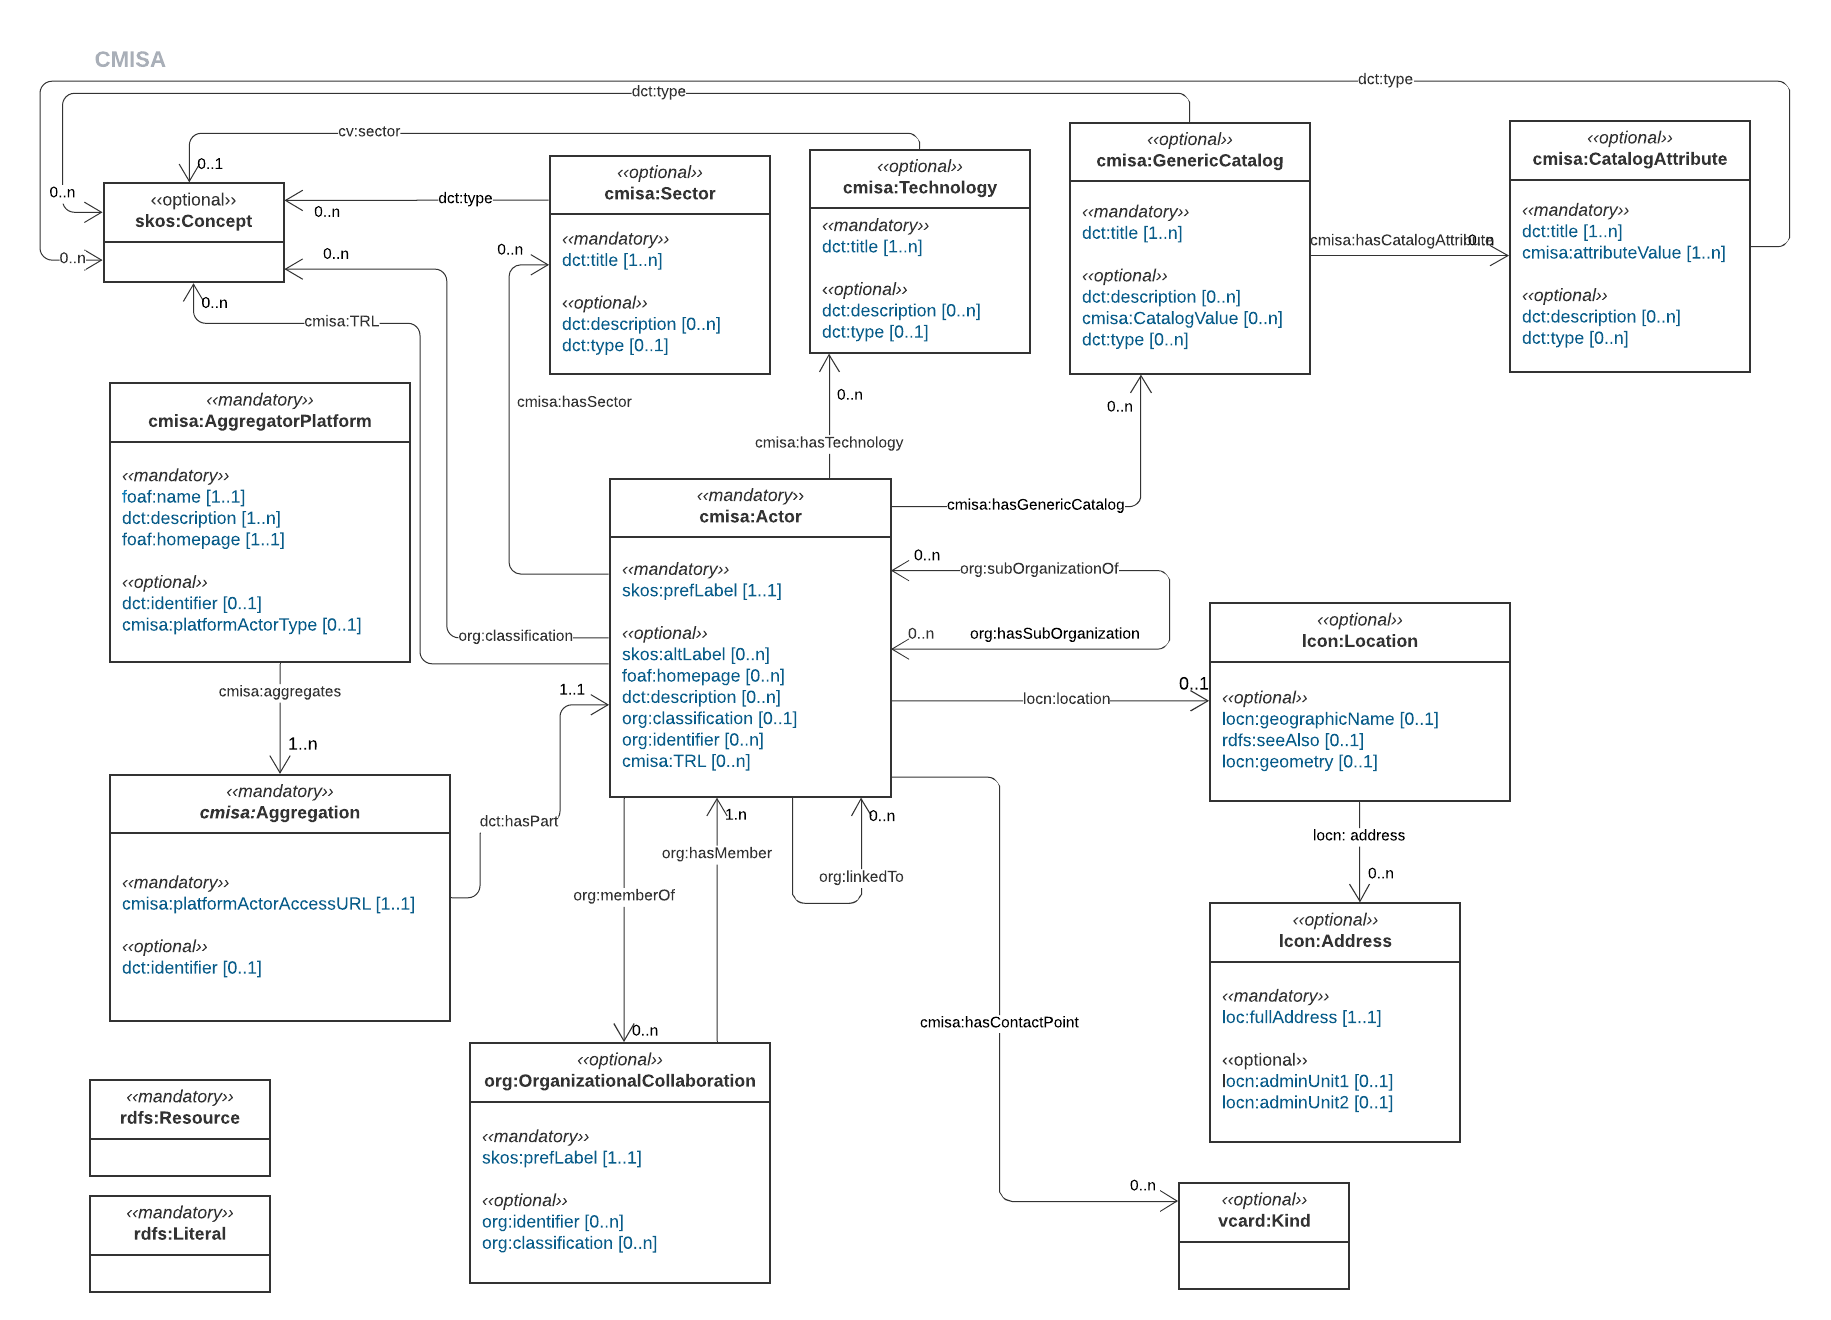 CMISA
dct:type
dct:type
cv:sector
0..1
0..n
0..n
‹‹optional››
skos:Concept
dct:type
0..n
0..n
0..n
cmisa:TRL
‹‹optional››
cmisa:Sector
‹‹mandatory››
dct:title [1..n]
‹‹optional››
dct:description [0..n]
dct:type [0..1]
0..n
cmisa:hasSector
‹‹optional››
cmisa:Technology
‹‹mandatory››
dct:title [1..n]
‹‹optional››
dct:description [0..n]
dct:type [0..1]
0..n
cmisa:hasTechnology
‹‹optional››
cmisa:GenericCatalog
‹‹mandatory››
dct:title [1..n]
‹‹optional››
dct:description [0..n]
cmisa:CatalogValue [0..n]
dct:type [0..n]
0..n
cmisa:hasGenericCatalog
cmisa:hasCatalogAttribute
0..n
‹‹optional››
cmisa:CatalogAttribute
‹‹mandatory››
dct:title [1..n]
cmisa:attributeValue [1..n]
‹‹optional››
dct:description [0..n]
dct:type [0..n]
‹‹mandatory››
cmisa:AggregatorPlatform
‹‹mandatory››
foaf:name [1..1]
dct:description [1..n]
foaf:homepage [1..1]
‹‹optional››
dct:identifier [0..1]
cmisa:platformActorType [0..1]
cmisa:aggregates
1..n
‹‹mandatory››
cmisa:Actor
‹‹mandatory››
skos:prefLabel [1..1]
‹‹optional››
skos:altLabel [0..n]
foaf:homepage [0..n]
dct:description [0..n]
org:classification [0..1]
org:identifier [0..n]
cmisa:TRL [0..n]
org:classification
1..1
0..n
org:subOrganizationOf
0..n
org:hasSubOrganization
locn:location
0..1
‹‹optional››
lcon:Location
‹‹optional››
locn:geographicName [0..1]
rdfs:seeAlso [0..1]
locn:geometry [0..1]
locn: address
0..n
‹‹mandatory››
cmisa:Aggregation
‹‹mandatory››
cmisa:platformActorAccessURL [1..1]
‹‹optional››
dct:identifier [0..1]
dct:hasPart
1.n
org:hasMember
org:memberOf
0..n
0..n
org:linkedTo
cmisa:hasContactPoint
0..n
‹‹optional››
lcon:Address
‹‹mandatory››
loc:fullAddress [1..1]
‹‹optional››
locn:adminUnit1 [0..1]
locn:adminUnit2 [0..1]
‹‹optional››
org:OrganizationalCollaboration
‹‹mandatory››
skos:prefLabel [1..1]
‹‹optional››
org:identifier [0..n]
org:classification [0..n]
‹‹mandatory››
rdfs:Resource
‹‹mandatory››
rdfs:Literal
‹‹optional››
vcard:Kind